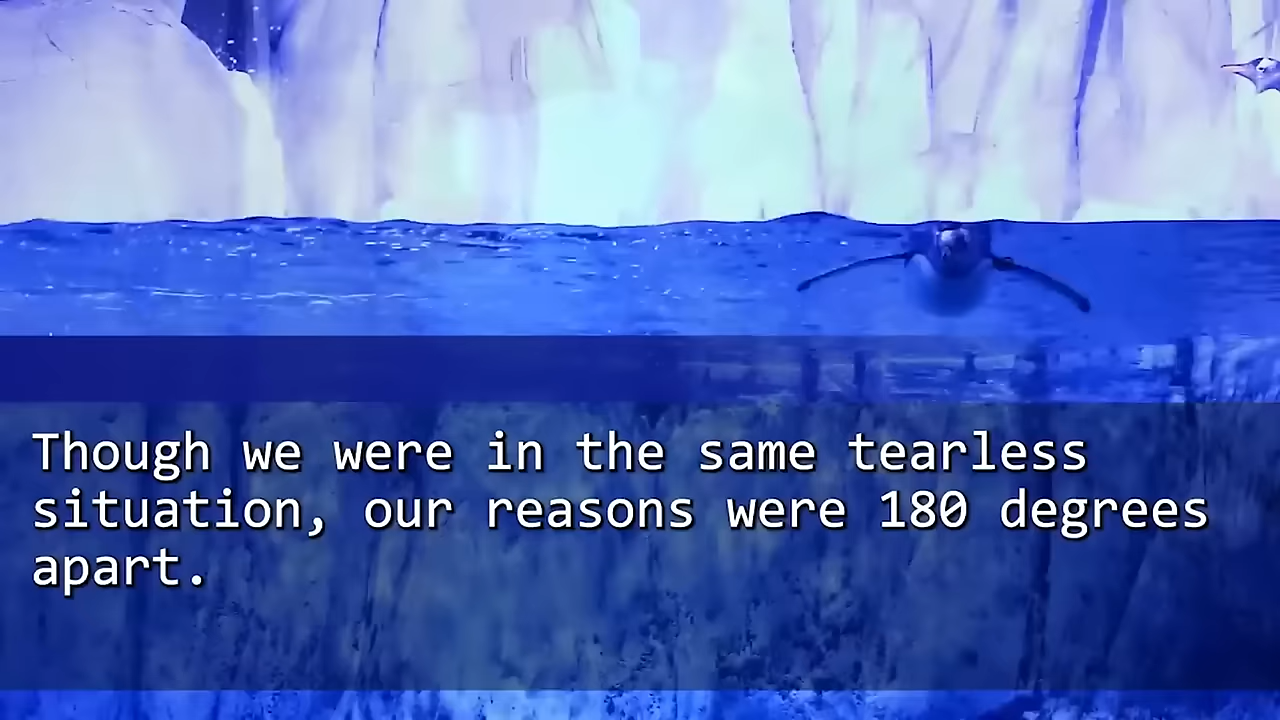 Though we were in the same tearless
situation, our reasons were 180 degrees
apart.